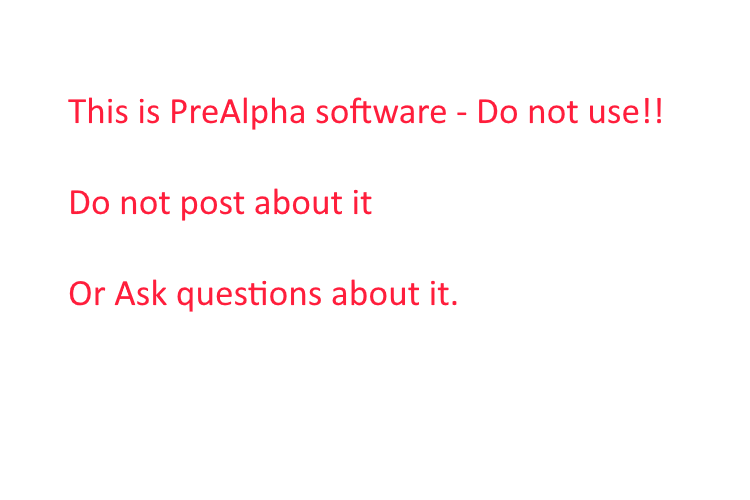 This is PreAlpha software - Do not use!!
Do not post about it
Or Ask questions about it.